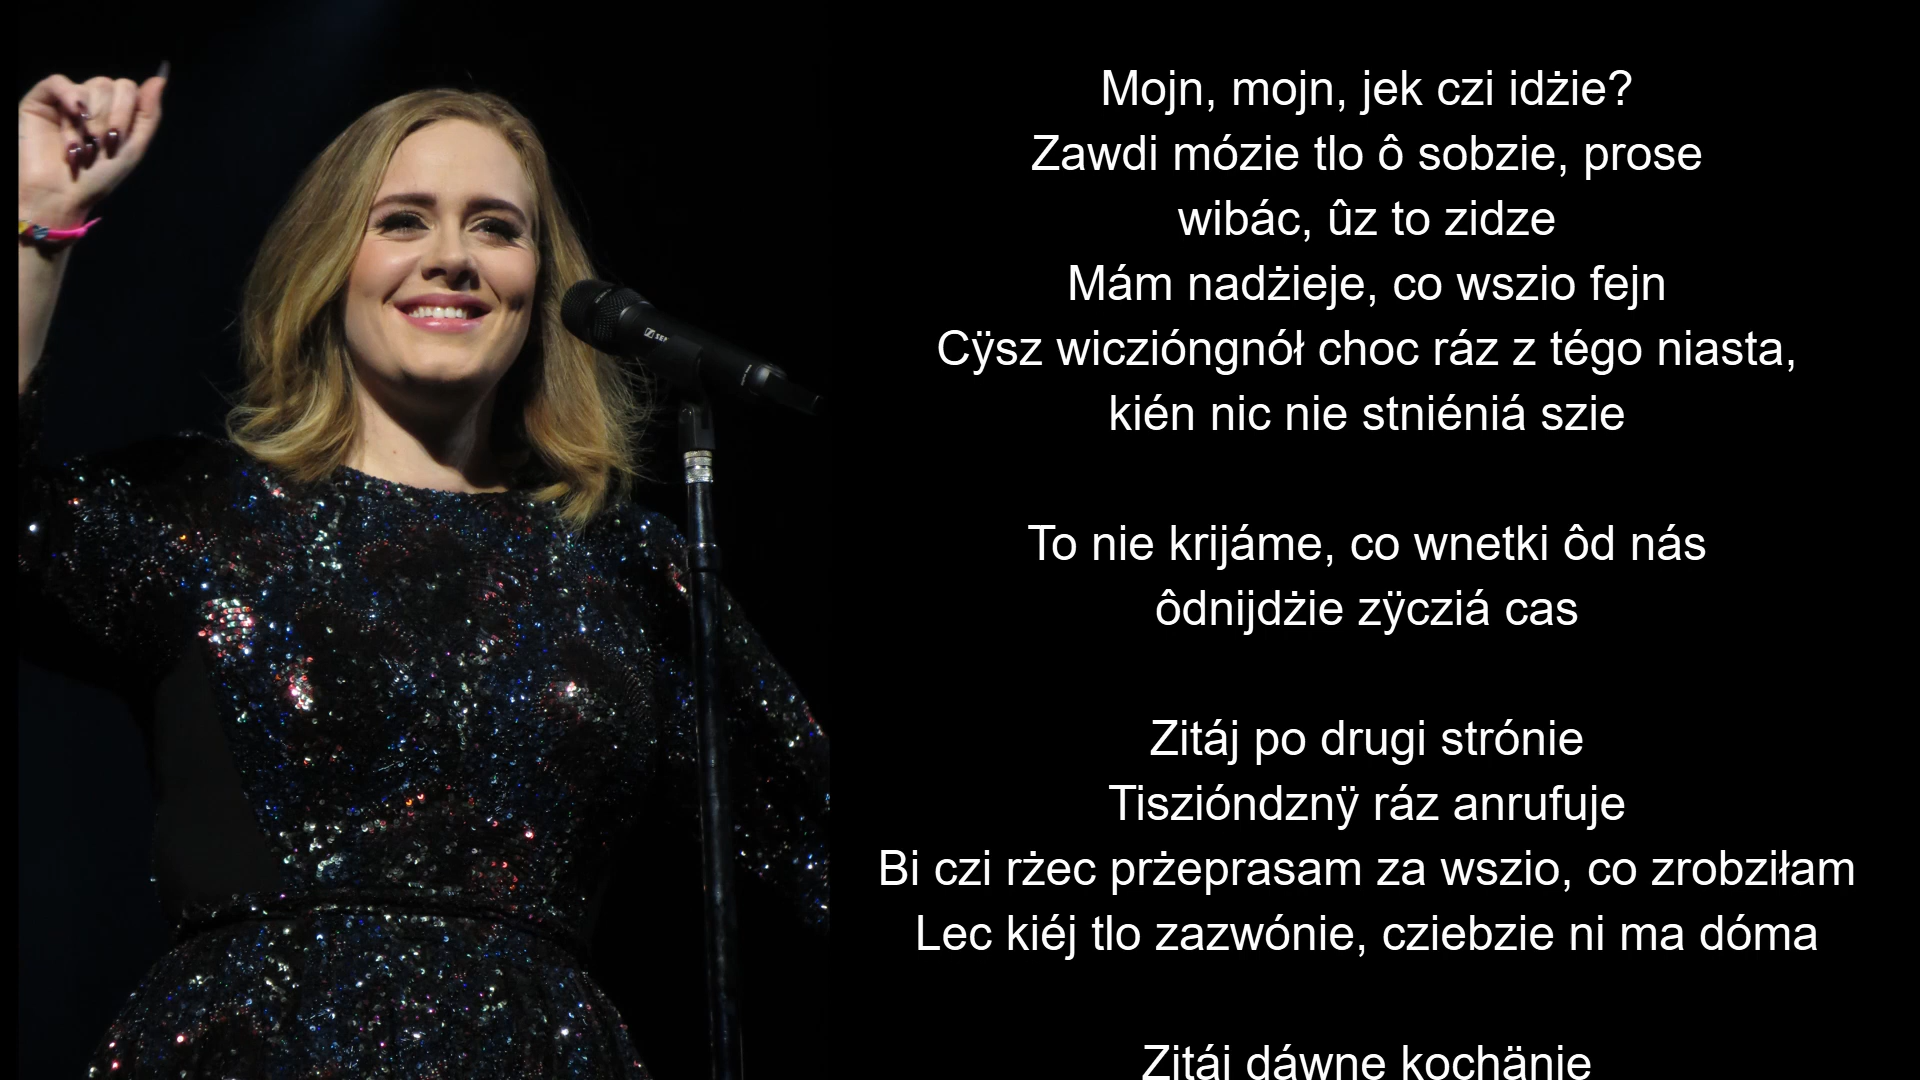 Mojn, mojn, jek czi idżie?
Zawdi mózie tlo ô sobzie, prose
wibác, ûz to zidze
Mám nadżieje, co wszio fejn
Cÿsz wiczióngnół choc ráz z tégo niasta,
kién nic nie stniéniá szie
To nie krijáme, co wnetki ôd nás
ôdnijdżie zÿcziá cas
Zitáj po drugi strónie
Tiszióndznÿ ráz anrufuje
Bi czi rżec prżeprasam za wszio, co zrobziłam
Lec kiéj tlo zazwónie, cziebzie ni ma dóma
Zitáj dáwne kochänie